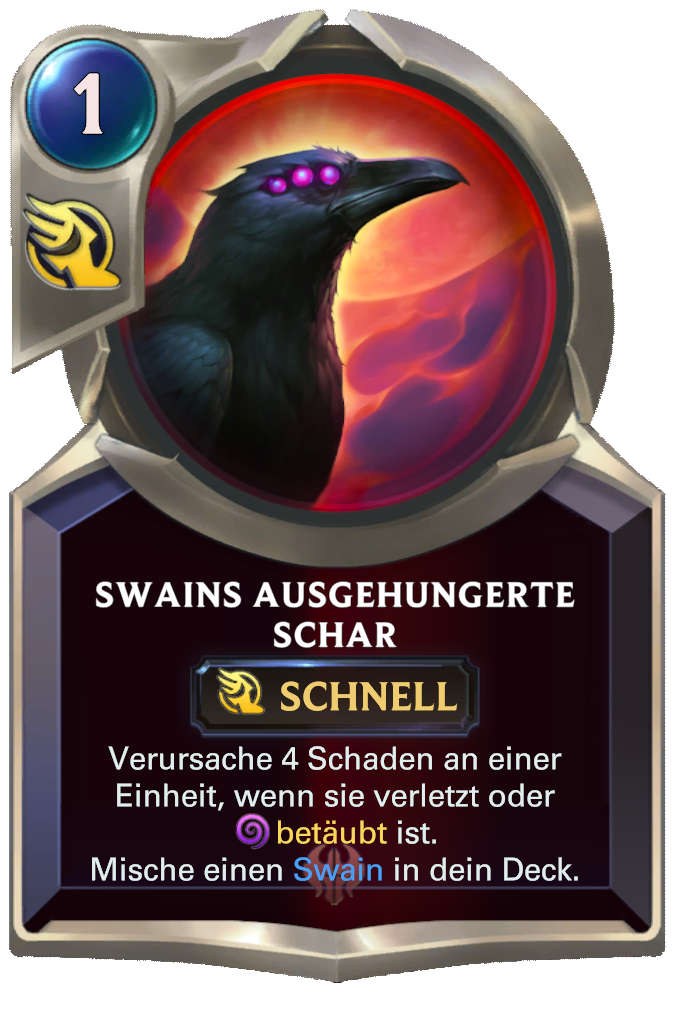 1
SWAINS AUSGEHUNGERTE
SCHAR
SCHNELL
Verursache 4 Schaden an einer
Einheit, wenn sie verletzt oder
betäubt ist.
Mische einen Swain in dein Deck.